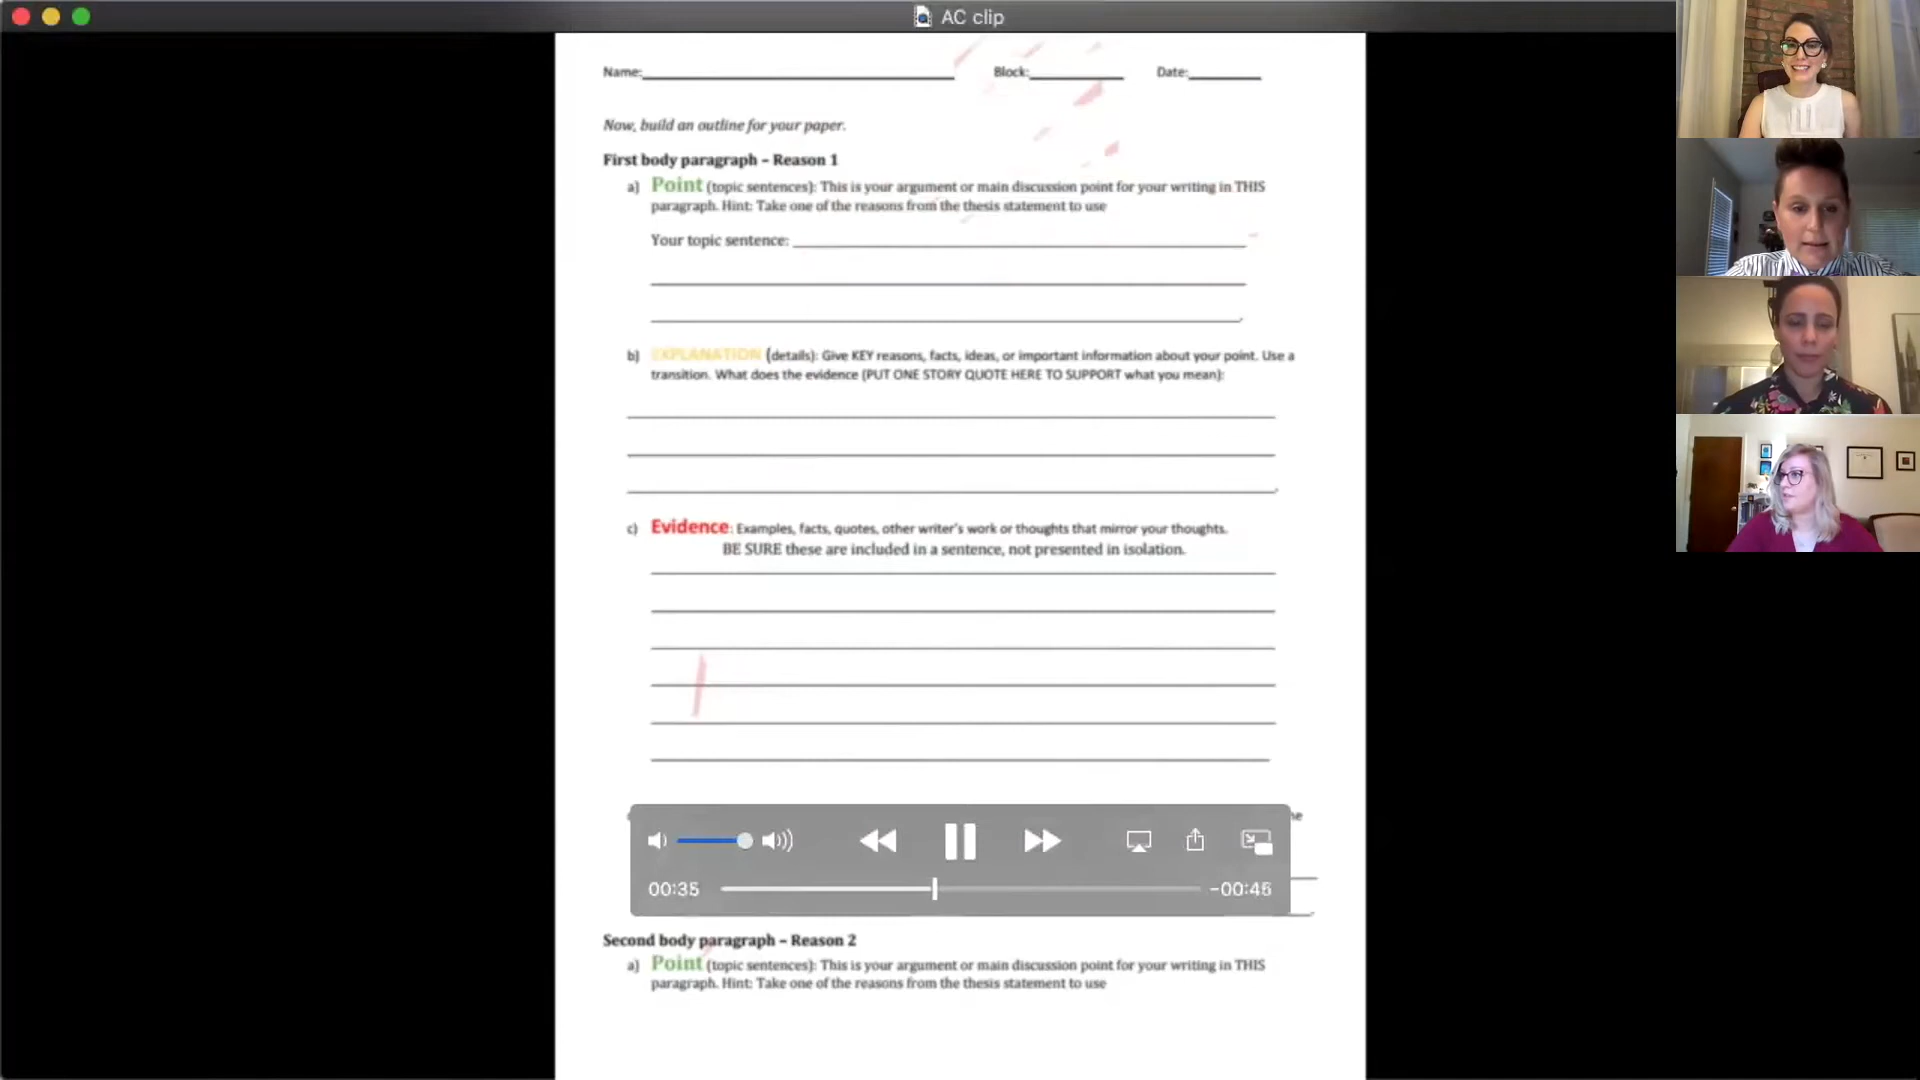 AC clip
Name: Block: Date:
Now, build an outline for your paper.
First body paragraph – Reason 1
a) Point (topic sentences): This is your argument or main discussion point for your writing in THIS
paragraph. Hint: Take one of the reasons from the thesis statement to use
Your topic sentence:
b) EXPLANATION (details): Give KEY reasons, facts, ideas, or important information about your point. Use a
transition. What does the evidence (PUT ONE STORY QUOTE HERE TO SUPPORT what you mean):
c) Evidence: Examples, facts, quotes, other writer's work or thoughts that mirror your thoughts.
BE SURE these are included in a sentence, not presented in isolation.
00:35 -00:46
Second body paragraph – Reason 2
a) Point (topic sentences): This is your argument or main discussion point for your writing in THIS
paragraph. Hint: Take one of the reasons from the thesis statement to use